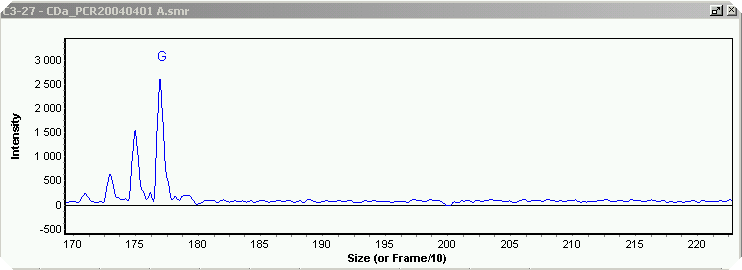 C3-27 - CDa_PCR20040401 A.smr
G
3 000
2 500
2 000
1 500
1 000
500
0
-500
Intensity
170 175 180 185 190 195 200 205 210 215 220
Size (or Frame/10)